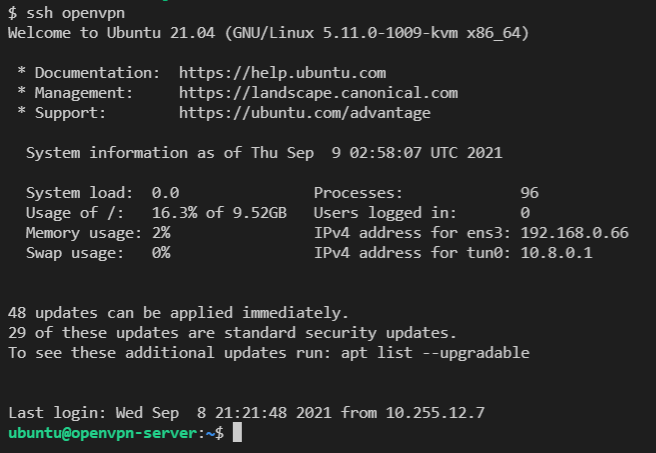 $ ssh openvpn
Welcome to Ubuntu 21.04 (GNU/Linux 5.11.0-1009-kvm x86_64)
* Documentation:  https://help.ubuntu.com
* Management:     https://landscape.canonical.com
* Support:        https://ubuntu.com/advantage
System information as of Thu Sep  9 02:58:07 UTC 2021
System load:  0.0                Processes:             96
Usage of /:   16.3% of 9.52GB   Users logged in:       0
Memory usage: 2%                 IPv4 address for ens3: 192.168.0.66
Swap usage:   0%                 IPv4 address for tun0: 10.8.0.1
48 updates can be applied immediately.
29 of these updates are standard security updates.
To see these additional updates run: apt list --upgradable
Last login: Wed Sep  8 21:21:48 2021 from 10.255.12.7
ubuntu@openvpn-server:~$